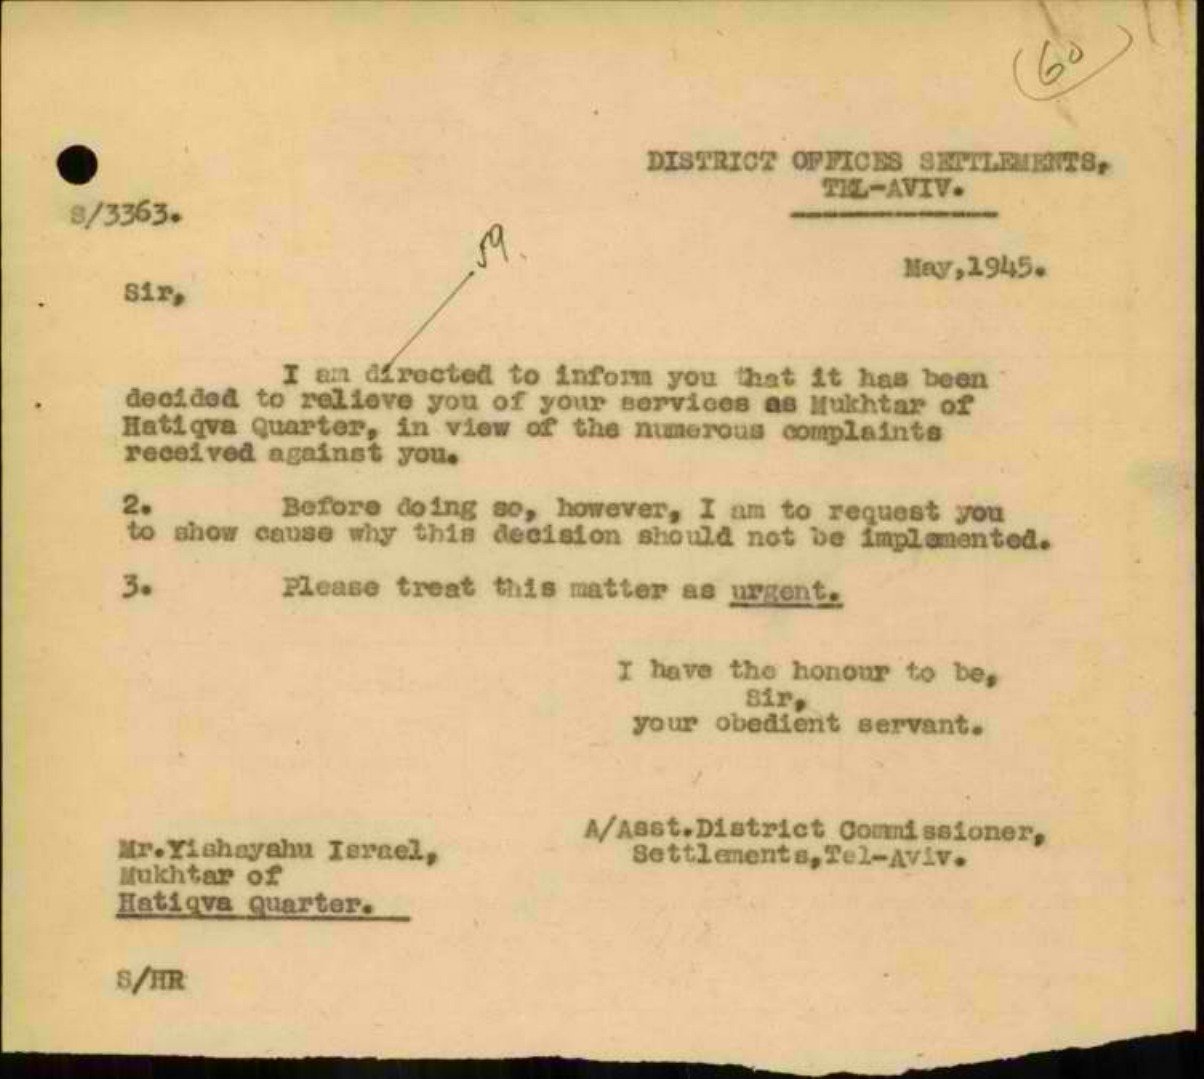 (60)
DISTRICT OFFICES SETTLEMENTS,
TEL-AVIV.
S/3363.
59.
May,1945.
Sir,
I am directed to inform you that it has been
decided to relieve you of your services as Mukhtar of
Hatiqva Quarter, in view of the numerous complaints
received against you.
2. Before doing so, however, I am to request you
to show cause why this decision should not be implemented.
3. Please treat this matter as urgent.
I have the honour to be,
Sir,
your obedient servant.
A/Asst.District Commissioner,
Settlements,Tel-Aviv.
Mr.Yishayahu Israel,
Mukhtar of
Hatiqva Quarter.
S/HR